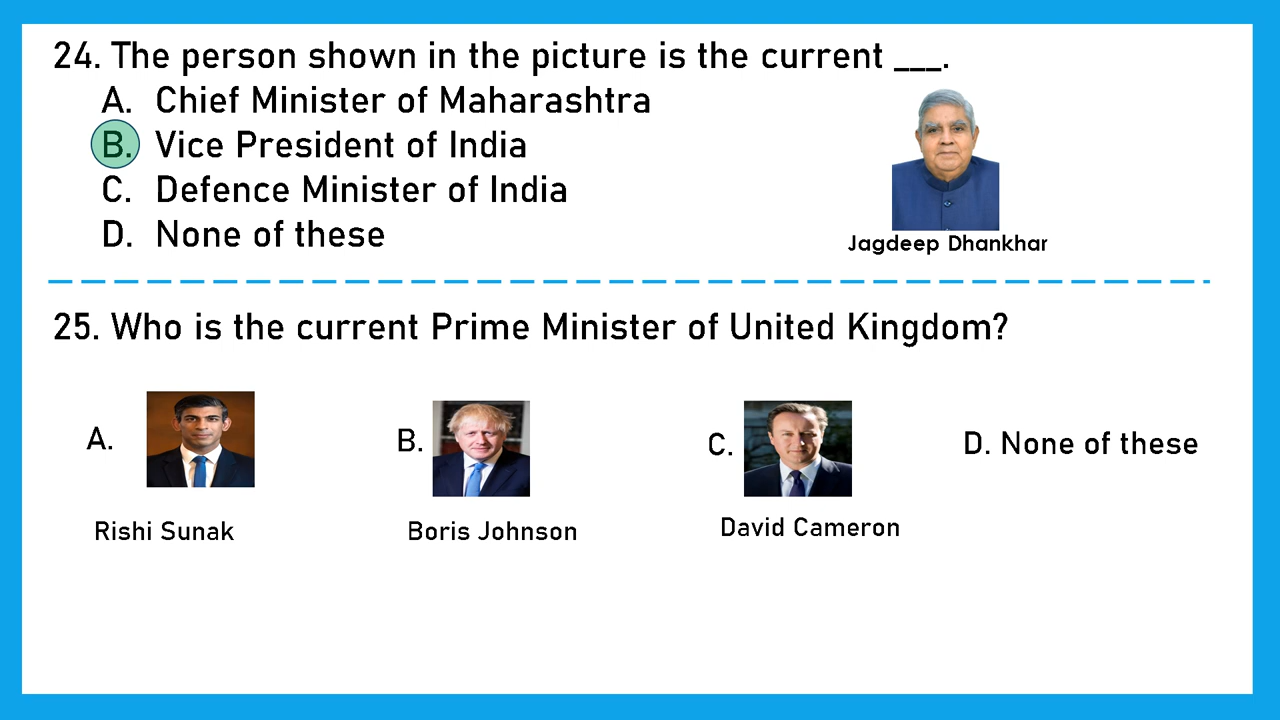 24. The person shown in the picture is the current ___.
A. Chief Minister of Maharashtra
B. Vice President of India
C. Defence Minister of India
D. None of these
Jagdeep Dhankhar
25. Who is the current Prime Minister of United Kingdom?
A.
B.
C.
D. None of these
Rishi Sunak
Boris Johnson
David Cameron